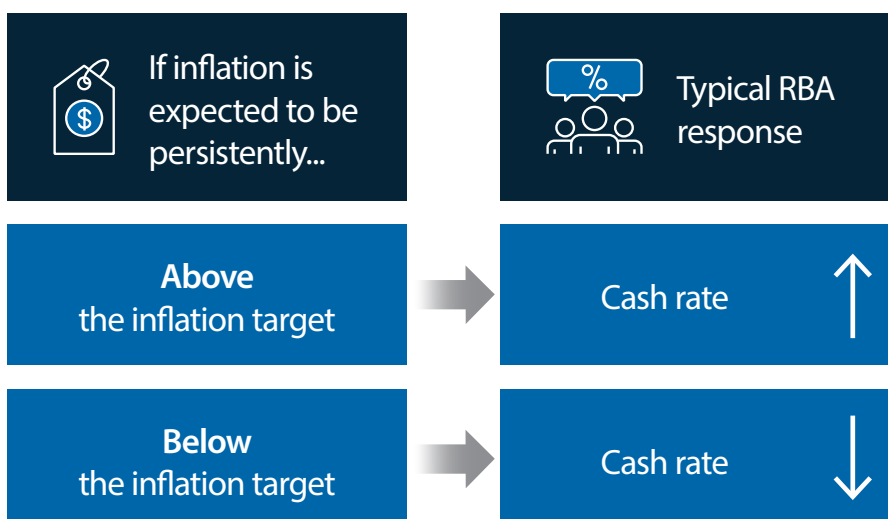 If inflation is
expected to be
persistently...
%
Typical RBA
response
$
Above
the inflation target
Cash rate
Below
the inflation target
Cash rate